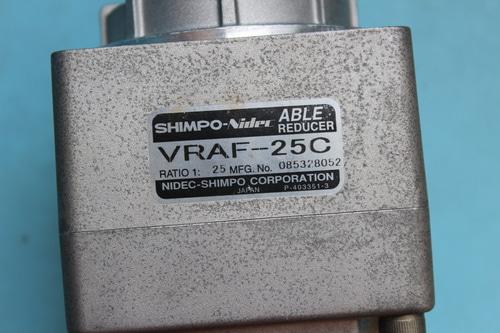 SHIMPO-Nidec ABLE REDUCER
VRAF-25C
RATIO 1: 25 MFG. No. 085328052
NIDEC-SHIMPO CORPORATION
JAPAN P-403351-3